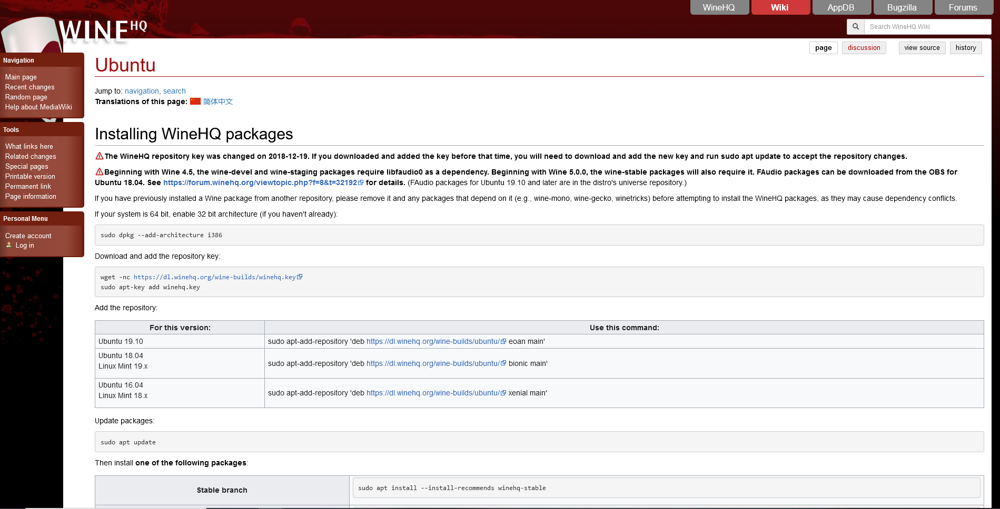 WineHQ
Wiki
AppDB
Bugzilla
Forums
WINE HQ
Search WineHQ Wiki
page
discussion
view source
history
Navigation
Main page
Recent changes
Random page
Help about MediaWiki
Tools
What links here
Related changes
Special pages
Printable version
Permanent link
Page information
Personal Menu
Create account
Log in
Ubuntu
Jump to: navigation, search
Translations of this page: 简体中文
Installing WineHQ packages
The WineHQ repository key was changed on 2018-12-19. If you downloaded and added the key before that time, you will need to download and add the new key and run sudo apt update to accept the repository changes.
Beginning with Wine 4.5, the wine-devel and wine-staging packages require libfaudio0 as a dependency. Beginning with Wine 5.0.0, the wine-stable packages will also require it. FAudio packages can be downloaded from the OBS for
Ubuntu 18.04. See https://forum.winehq.org/viewtopic.php?f=8&t=32192 for details. (FAudio packages for Ubuntu 19.10 and later are in the distro's universe repository.)
If you have previously installed a Wine package from another repository, please remove it and any packages that depend on it (e.g., wine-mono, wine-gecko, winetricks) before attempting to install the WineHQ packages, as they may cause dependency conflicts.
If your system is 64 bit, enable 32 bit architecture (if you haven't already):
sudo dpkg --add-architecture i386
Download and add the repository key:
wget -nc https://dl.winehq.org/wine-builds/winehq.key
sudo apt-key add winehq.key
Add the repository:
For this version:
Use this command:
Ubuntu 19.10
sudo apt-add-repository 'deb https://dl.winehq.org/wine-builds/ubuntu/ eoan main'
Ubuntu 18.04
Linux Mint 19.x
sudo apt-add-repository 'deb https://dl.winehq.org/wine-builds/ubuntu/ bionic main'
Ubuntu 16.04
Linux Mint 18.x
sudo apt-add-repository 'deb https://dl.winehq.org/wine-builds/ubuntu/ xenial main'
Update packages:
sudo apt update
Then install one of the following packages:
Stable branch
sudo apt install --install-recommends winehq-stable